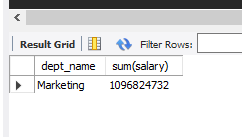 Result Grid Filter Rows:
dept_name sum(salary)
Marketing 1096824732